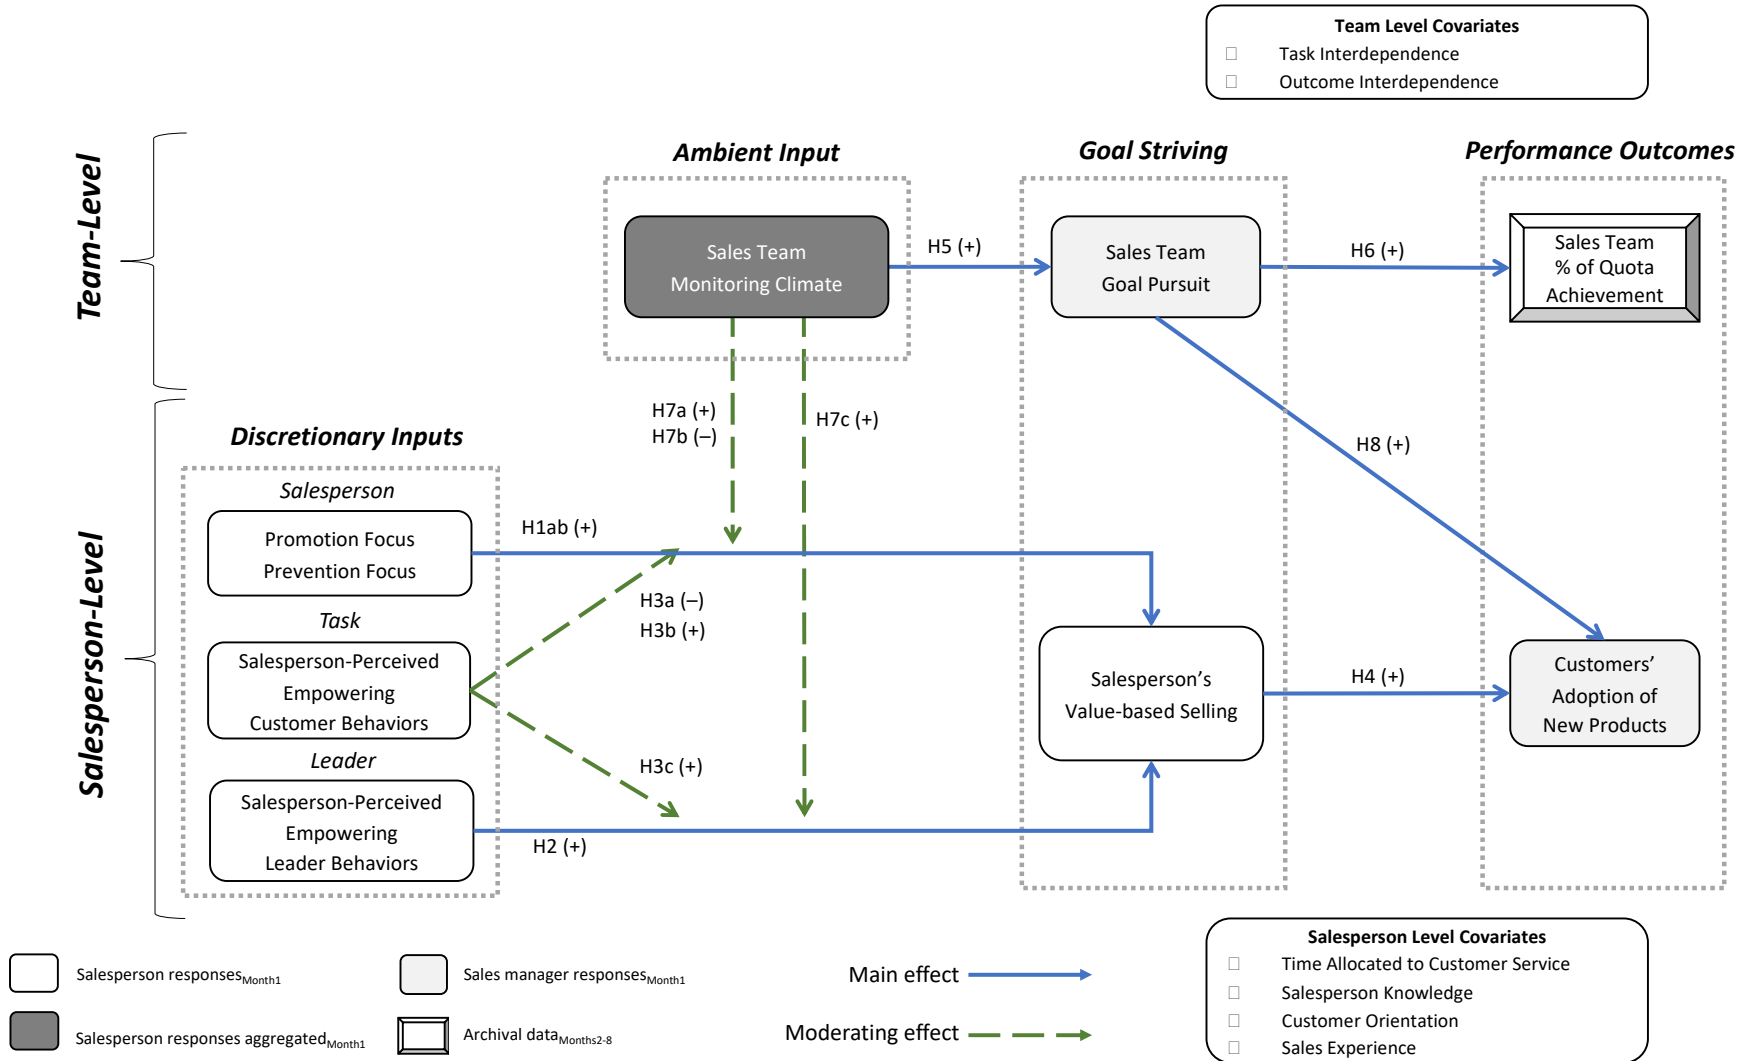 Team Level Covariates
Task Interdependence
Outcome Interdependence
Team-Level
Ambient Input
Goal Striving
Performance Outcomes
Sales Team
Monitoring Climate
H5 (+)
Sales Team
Goal Pursuit
H6 (+)
Sales Team
% of Quota
Achievement
H7a (+)
H7b (–)
H7c (+)
H8 (+)
Salesperson-Level
Discretionary Inputs
Salesperson
Promotion Focus
Prevention Focus
H1ab (+)
Task
Salesperson-Perceived
Empowering
Customer Behaviors
H3a (–)
H3b (+)
H3c (+)
Leader
Salesperson-Perceived
Empowering
Leader Behaviors
H2 (+)
Salesperson's
Value-based Selling
H4 (+)
Customers'
Adoption of
New Products
Salesperson responsesMonth1
Sales manager responsesMonth1
Main effect
Salesperson responses aggregatedMonth1
Archival dataMonths2-8
Moderating effect
Salesperson Level Covariates
Time Allocated to Customer Service
Salesperson Knowledge
Customer Orientation
Sales Experience